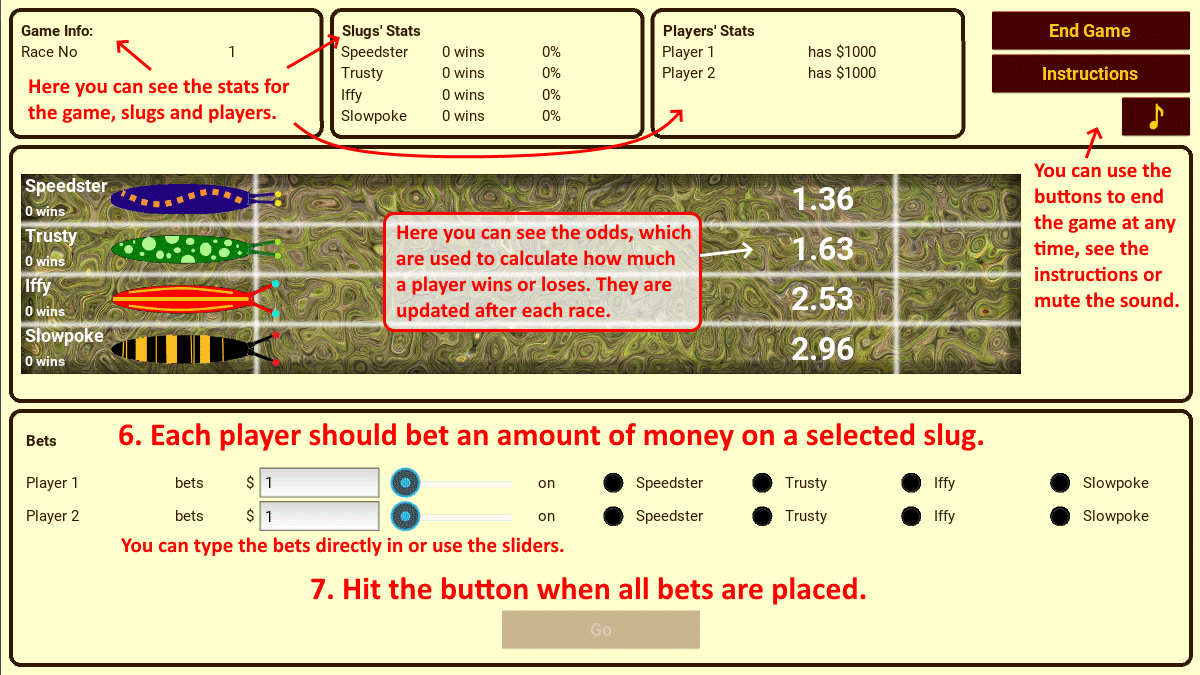 Game Info:
Race No 1
Here you can see the stats for
the game, slugs and players.
Slugs' Stats
Speedster 0 wins 0%
Trusty 0 wins 0%
Iffy 0 wins 0%
Slowpoke 0 wins 0%
Players' Stats
Player 1 has $1000
Player 2 has $1000
End Game
Instructions
You can use the
buttons to end
the game at any
time, see the
instructions or
mute the sound.
Speedster
0 wins
1.36
Trusty
0 wins
1.63
Iffy
0 wins
2.53
Slowpoke
0 wins
2.96
Here you can see the odds, which
are used to calculate how much
a player wins or loses. They are
updated after each race.
Bets
6. Each player should bet an amount of money on a selected slug.
Player 1 bets $ 1 on Speedster Trusty Iffy Slowpoke
Player 2 bets $ 1 on Speedster Trusty Iffy Slowpoke
You can type the bets directly in or use the sliders.
7. Hit the button when all bets are placed.
Go